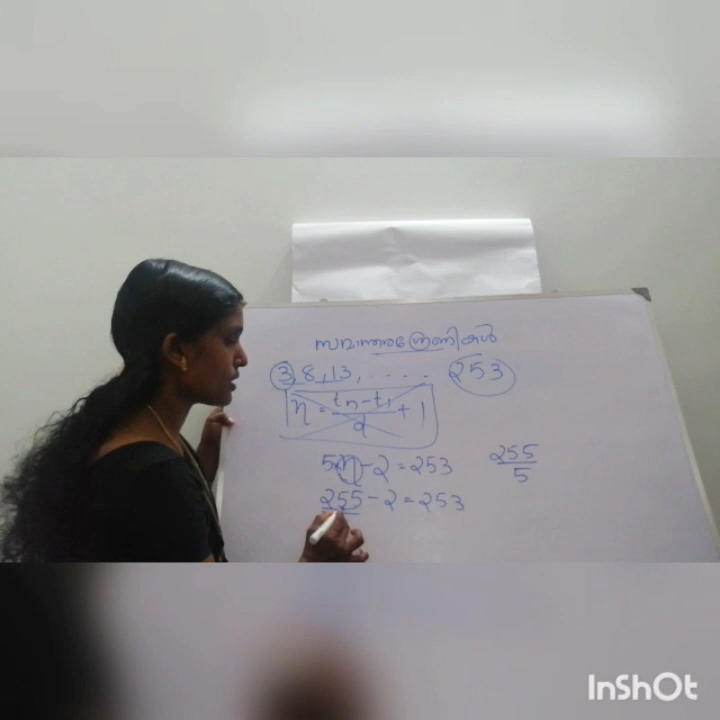 സമാന്തരശ്രേണികൾ
3, 8, 13, . . . . . 253
n = tn - t1 / d + 1
5n - 2 = 253
255 / 5
255 - 2 = 253
InShOt